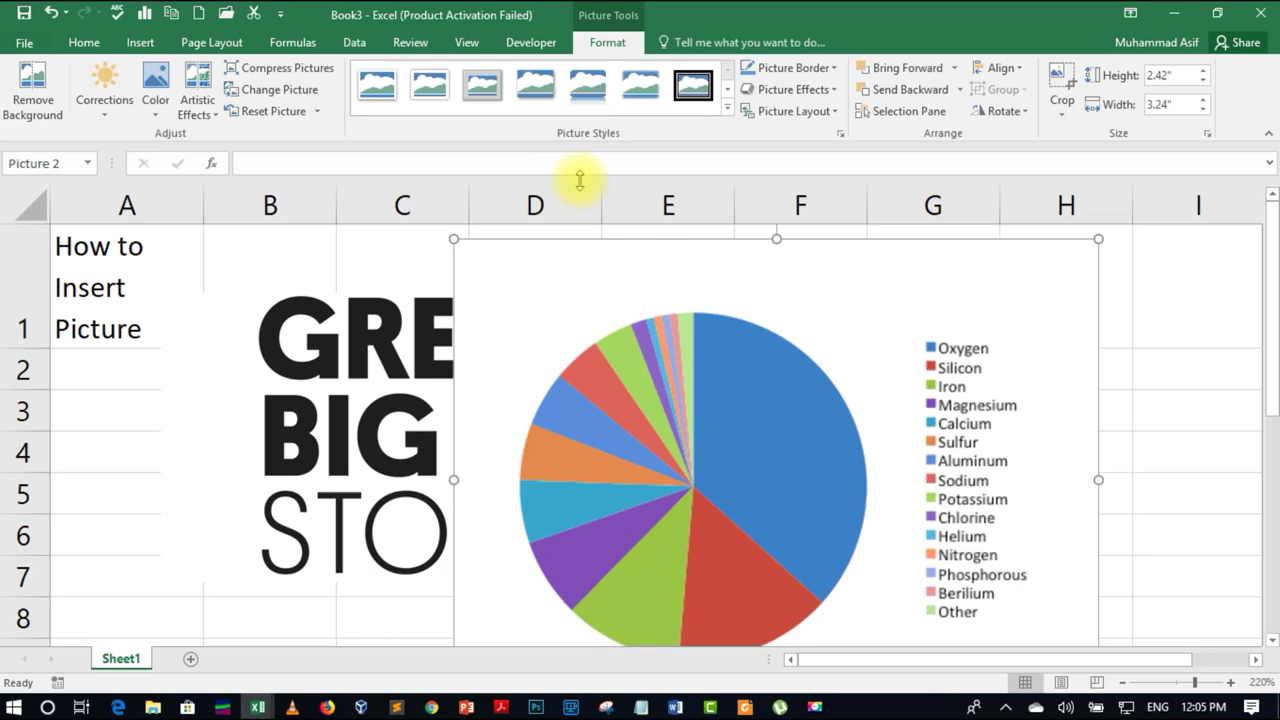 Book3 - Excel (Product Activation Failed)
Picture Tools
File Home Insert Page Layout Formulas Data Review View Developer Format Tell me what you want to do... Muhammad Asif Share
Remove Background
Corrections
Color
Artistic Effects
Compress Pictures
Change Picture
Reset Picture
Adjust
Picture Styles
Picture Border
Picture Effects
Picture Layout
Bring Forward
Send Backward
Selection Pane
Align
Group
Rotate
Arrange
Crop
Height: 2.42"
Width: 3.24"
Size
Picture 2
fx
A B C D E F G H I
How to
Insert
Picture
1
2
3
4
5
6
7
8
GRE
BIG
STO
Oxygen
Silicon
Iron
Magnesium
Calcium
Sulfur
Aluminum
Sodium
Potassium
Chlorine
Helium
Nitrogen
Phosphorous
Berilium
Other
Sheet1
Ready
220%
ENG 12:05 PM